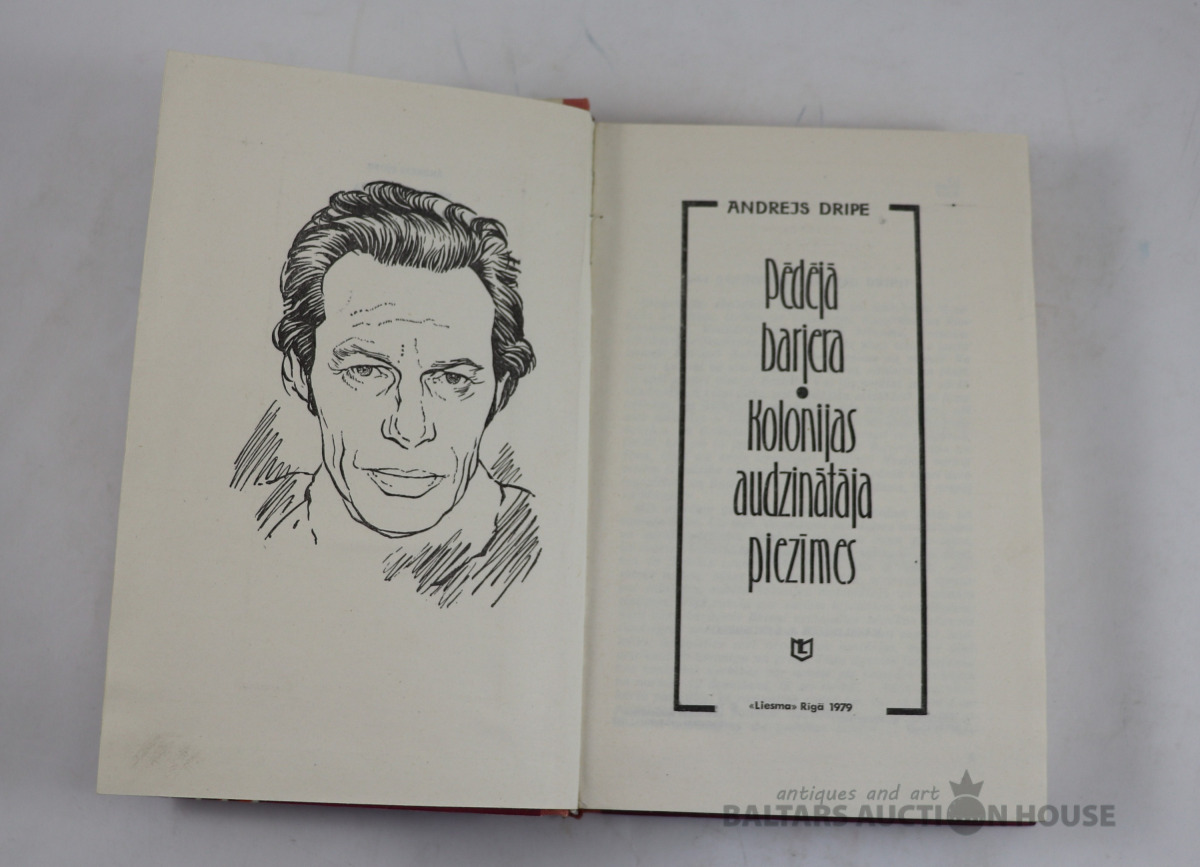 ANDREJS DRIPE
Pēdējā
barjera
•
Kolonijas
audzinātāja
piezīmes
L
«Liesma» Rīgā 1979
antiques and art
BALTARS AUCTION HOUSE